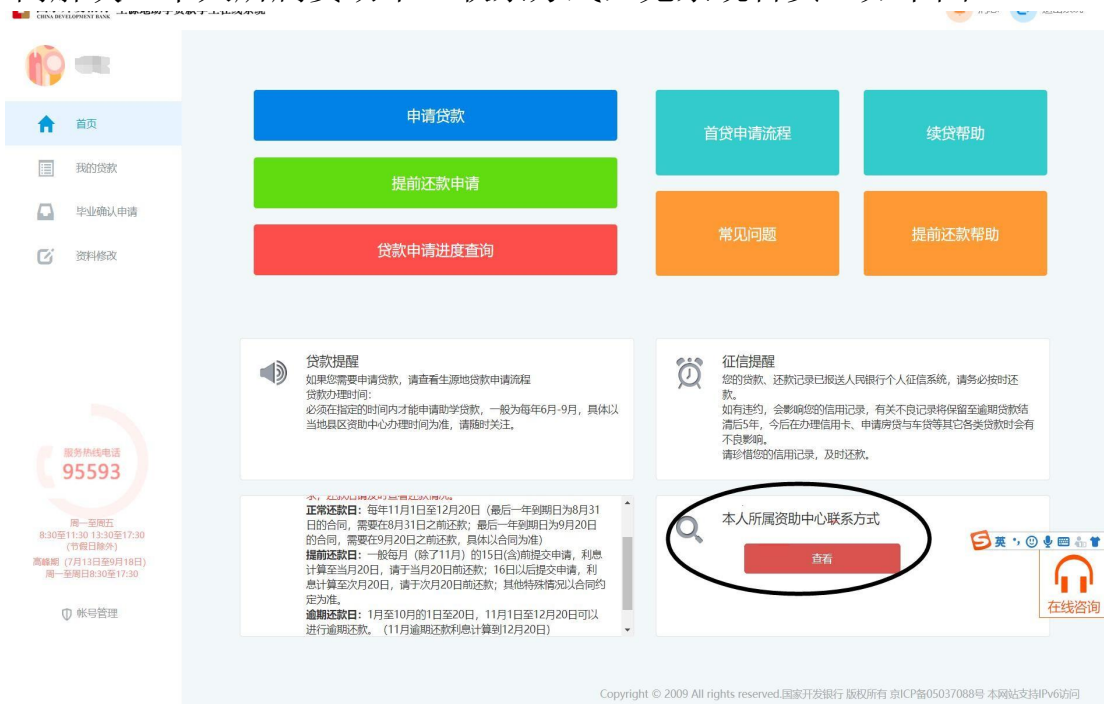 CHINA DEVELOPMENT BANK
首页
我的贷款
毕业确认申请
资料修改
服务热线电话
95593
周一至周五
8:30至11:30 13:30至17:30
(节假日除外)
高峰期 (7月13日至9月18日)
周一至周日8:30至17:30
帐号管理
申请贷款
提前还款申请
贷款申请进度查询
首贷申请流程
续贷帮助
常见问题
提前还款帮助
贷款提醒
如果您需要申请贷款,请查看生源地贷款申请流程
贷款办理时间:
必须在指定的时间内才能申请助学贷款,一般为每年6月-9月,具体以
当地县区资助中心办理时间为准,请随时关注。
征信提醒
您的贷款、还款记录已报送人民银行个人征信系统,请务必按时还
款。
如有违约,会影响您的信用记录,有关不良记录将保留至逾期贷款结
清后5年,今后在办理信用卡、申请房贷与车贷等其它各类贷款时会有
不良影响。
请珍惜您的信用记录,及时还款。
正常还款日:每年11月1日至12月20日(最后一年到期日为8月31
日的合同,需要在8月31日之前还款;最后一年到期日为9月20日
的合同,需要在9月20日之前还款,具体以合同为准)
提前还款日:一般每月(除了11月)的15日(含)前提交申请,利息
计算至当月20日,请于当月20日前还款;16日以后提交申请,利
息计算至次月20日,请于次月20日前还款;其他特殊情况以合同约
定为准。
逾期还款日:1月至10月的1日至20日,11月1日至12月20日可以
进行逾期还款。(11月逾期还款利息计算到12月20日)
本人所属资助中心联系方式
查看
英
在线咨询
Copyright © 2009 All rights reserved.国家开发银行 版权所有 京ICP备05037088号 本网站支持IPv6访问